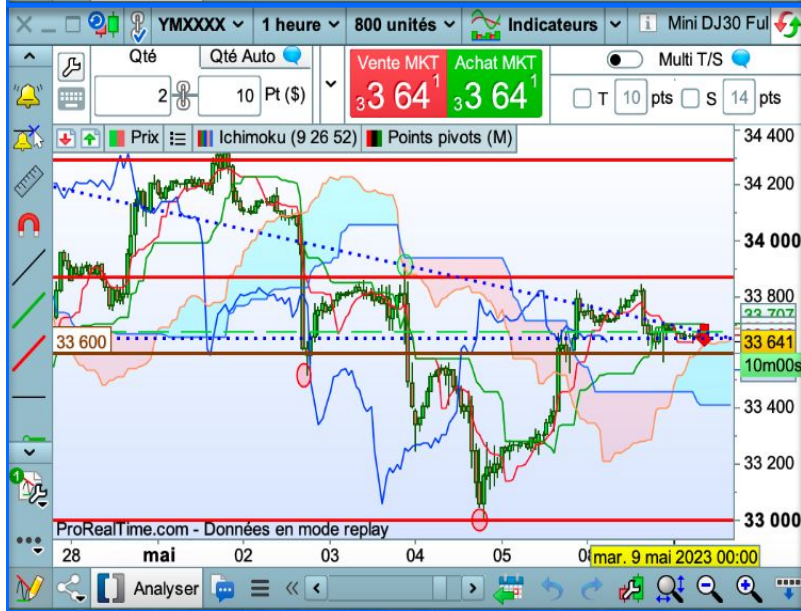 YMXXXX 1 heure 800 unités Indicateurs i Mini DJ30 Ful
Qté Qté Auto Vente MKT Achat MKT Multi T/S
2 10 Pt ($) 33 641 33 641 T 10 pts S 14 pts
Prix Ichimoku (9 26 52) Points pivots (M)
34 400
34 200
34 000
33 800
33 707
33 600
33 641
10m00s
33 400
33 200
33 000
ProRealTime.com - Données en mode replay
28 mai 02 03 04 05 mar. 9 mai 2023 00:00
1
Analyser